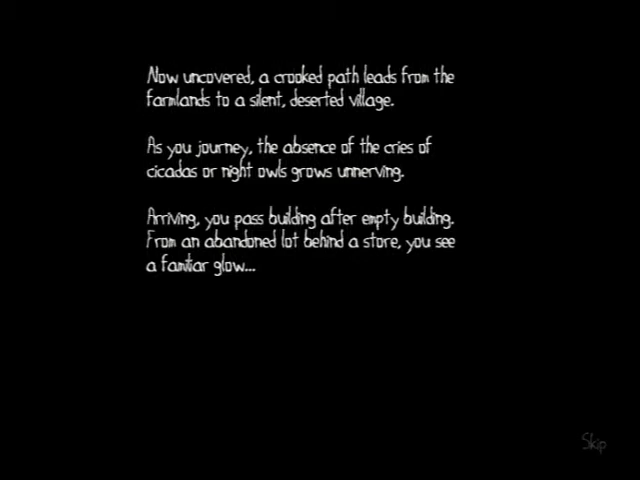 Now uncovered, a crooked path leads from the
farmlands to a silent, deserted village.
As you journey, the absence of the cries of
cicadas or night owls grows unnerving.
Arriving, you pass building after empty building.
From an abandoned lot behind a store, you see
a familiar glow...
Skip